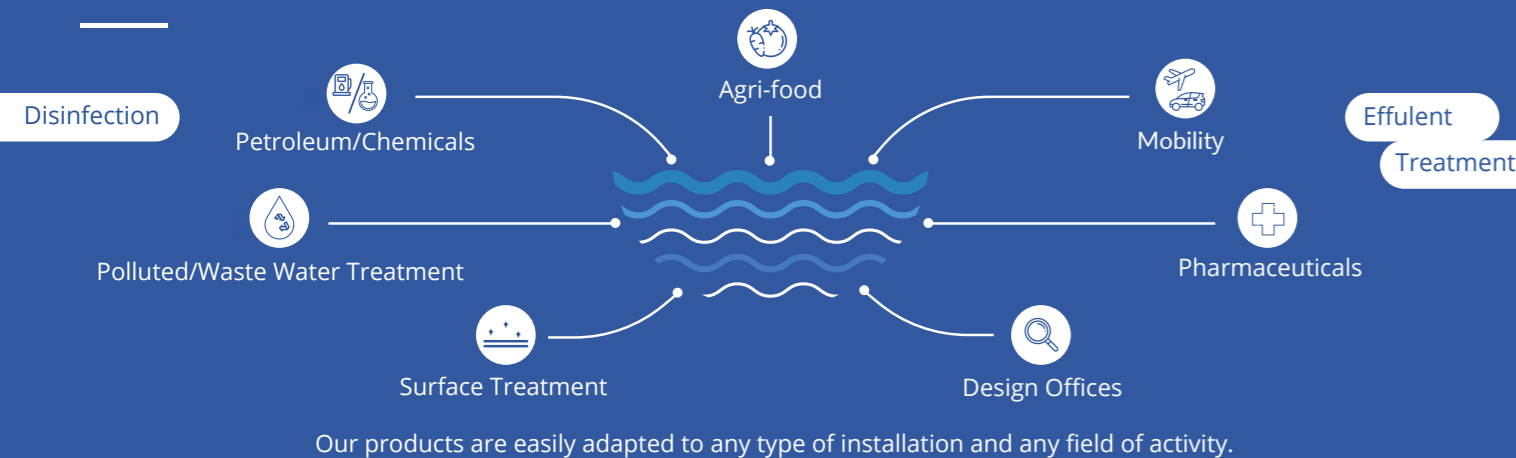 Agri-food
Disinfection
Petroleum/Chemicals
Mobility
Effulent
Treatment
Polluted/Waste Water Treatment
Pharmaceuticals
Surface Treatment
Design Offices
Our products are easily adapted to any type of installation and any field of activity.